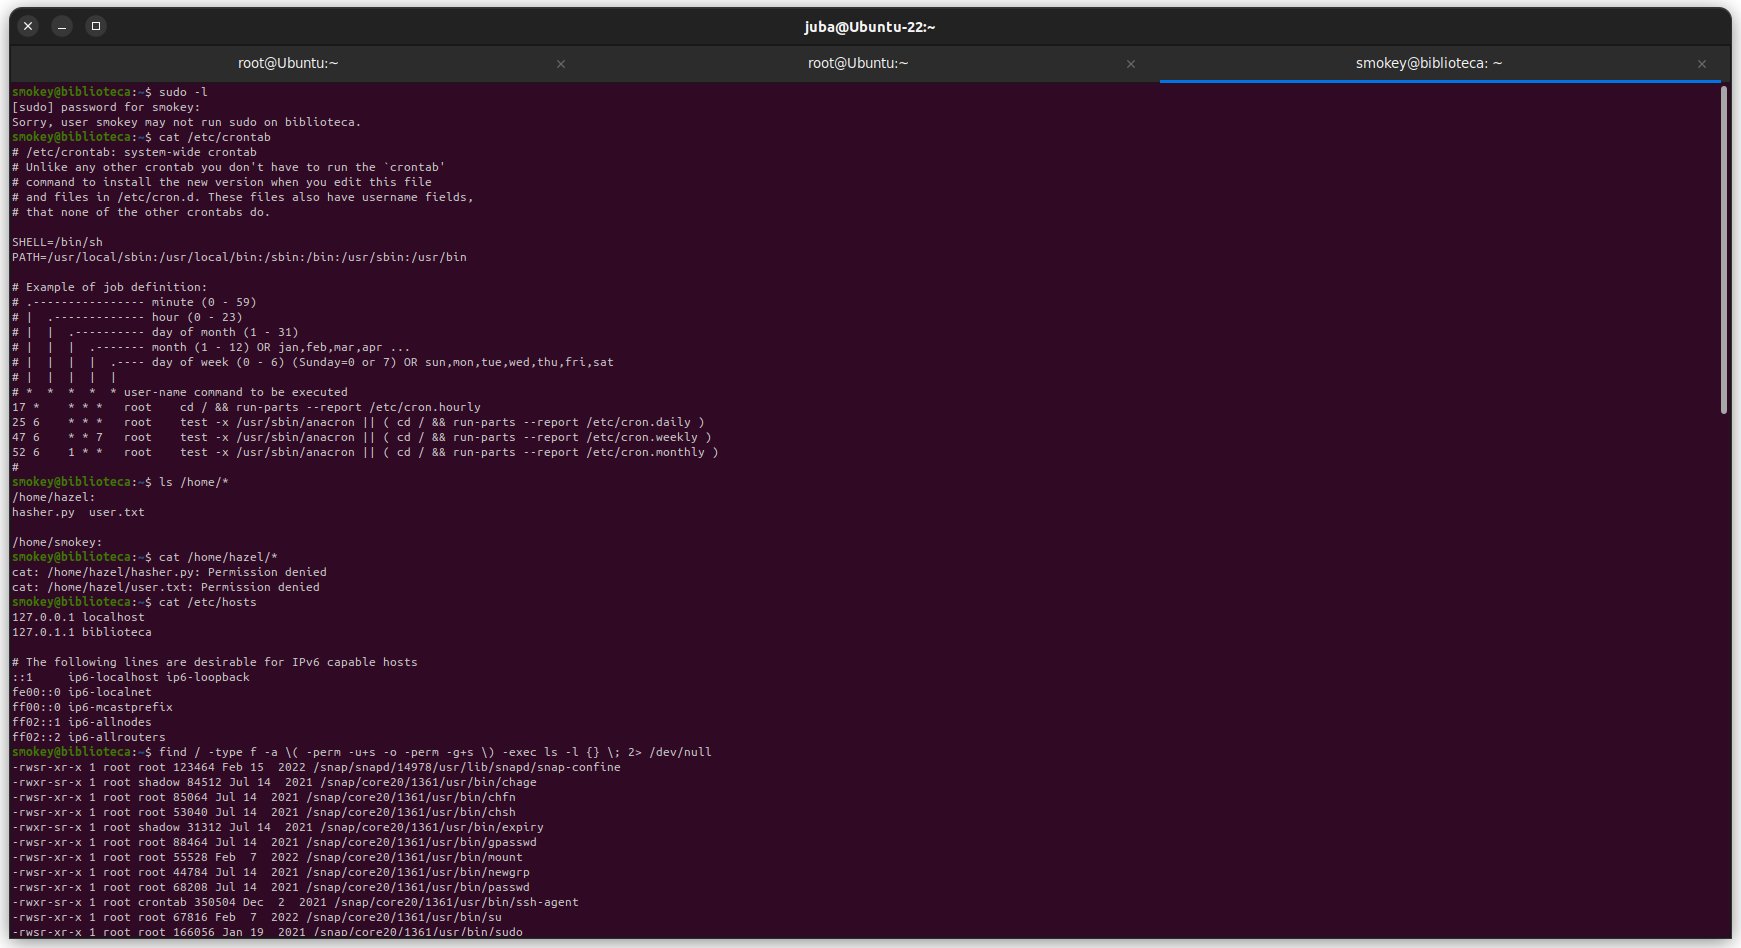 juba@Ubuntu-22:~
root@Ubuntu:~
root@Ubuntu:~
smokey@biblioteca: ~
smokey@biblioteca:~$ sudo -l
[sudo] password for smokey:
Sorry, user smokey may not run sudo on biblioteca.
smokey@biblioteca:~$ cat /etc/crontab
# /etc/crontab: system-wide crontab
# Unlike any other crontab you don't have to run the `crontab'
# command to install the new version when you edit this file
# and files in /etc/cron.d. These files also have username fields,
# that none of the other crontabs do.

SHELL=/bin/sh
PATH=/usr/local/sbin:/usr/local/bin:/sbin:/bin:/usr/sbin:/usr/bin

# Example of job definition:
# .---------------- minute (0 - 59)
# |  .------------- hour (0 - 23)
# |  |  .---------- day of month (1 - 31)
# |  |  |  .------- month (1 - 12) OR jan,feb,mar,apr ...
# |  |  |  |  .---- day of week (0 - 6) (Sunday=0 or 7) OR sun,mon,tue,wed,thu,fri,sat
# |  |  |  |  |
# *  *  *  *  * user-name command to be executed
17 *    * * *   root    cd / && run-parts --report /etc/cron.hourly
25 6    * * *   root    test -x /usr/sbin/anacron || ( cd / && run-parts --report /etc/cron.daily )
47 6    * * 7   root    test -x /usr/sbin/anacron || ( cd / && run-parts --report /etc/cron.weekly )
52 6    1 * *   root    test -x /usr/sbin/anacron || ( cd / && run-parts --report /etc/cron.monthly )
#
smokey@biblioteca:~$ ls /home/*
/home/hazel:
hasher.py  user.txt

/home/smokey:
smokey@biblioteca:~$ cat /home/hazel/*
cat: /home/hazel/hasher.py: Permission denied
cat: /home/hazel/user.txt: Permission denied
smokey@biblioteca:~$ cat /etc/hosts
127.0.0.1 localhost
127.0.1.1 biblioteca

# The following lines are desirable for IPv6 capable hosts
::1     ip6-localhost ip6-loopback
fe00::0 ip6-localnet
ff00::0 ip6-mcastprefix
ff02::1 ip6-allnodes
ff02::2 ip6-allrouters
smokey@biblioteca:~$ find / -type f -a \( -perm -u+s -o -perm -g+s \) -exec ls -l {} \; 2> /dev/null
-rwsr-xr-x 1 root root 123464 Feb 15  2022 /snap/snapd/14978/usr/lib/snapd/snap-confine
-rwxr-sr-x 1 root shadow 84512 Jul 14  2021 /snap/core20/1361/usr/bin/chage
-rwsr-xr-x 1 root root 85064 Jul 14  2021 /snap/core20/1361/usr/bin/chfn
-rwsr-xr-x 1 root root 53040 Jul 14  2021 /snap/core20/1361/usr/bin/chsh
-rwxr-sr-x 1 root shadow 31312 Jul 14  2021 /snap/core20/1361/usr/bin/expiry
-rwsr-xr-x 1 root root 88464 Jul 14  2021 /snap/core20/1361/usr/bin/gpasswd
-rwsr-xr-x 1 root root 55528 Feb  7  2022 /snap/core20/1361/usr/bin/mount
-rwsr-xr-x 1 root root 44784 Jul 14  2021 /snap/core20/1361/usr/bin/newgrp
-rwsr-xr-x 1 root root 68208 Jul 14  2021 /snap/core20/1361/usr/bin/passwd
-rwxr-sr-x 1 root crontab 350504 Dec  2  2021 /snap/core20/1361/usr/bin/ssh-agent
-rwsr-xr-x 1 root root 67816 Feb  7  2022 /snap/core20/1361/usr/bin/su
-rwsr-xr-x 1 root root 166056 Jan 19  2021 /snap/core20/1361/usr/bin/sudo